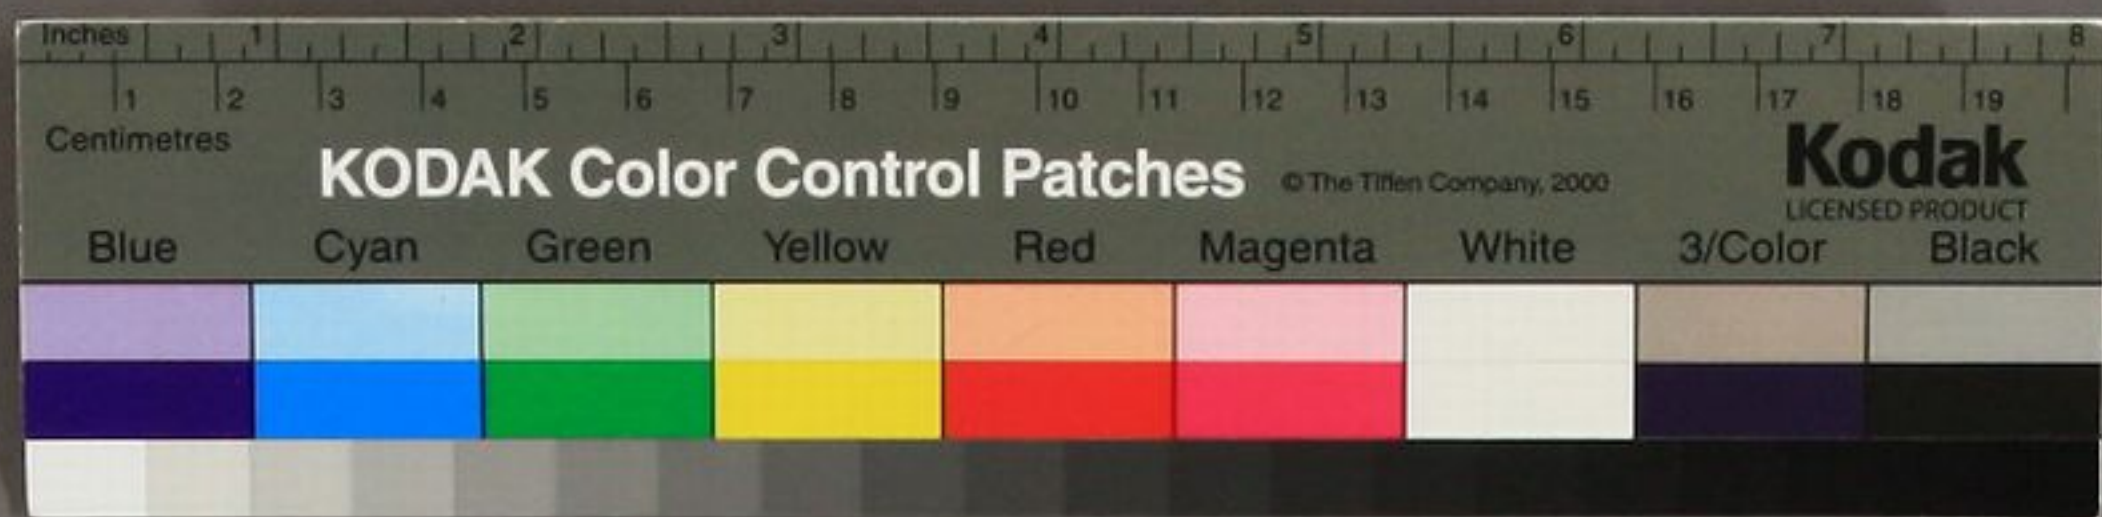 Inches 1 2 3 4 5 6 7 8
1 2 3 4 5 6 7 8 9 10 11 12 13 14 15 16 17 18 19
Centimetres
KODAK Color Control Patches © The Tiffen Company, 2000
Kodak
LICENSED PRODUCT
Blue Cyan Green Yellow Red Magenta White 3/Color Black